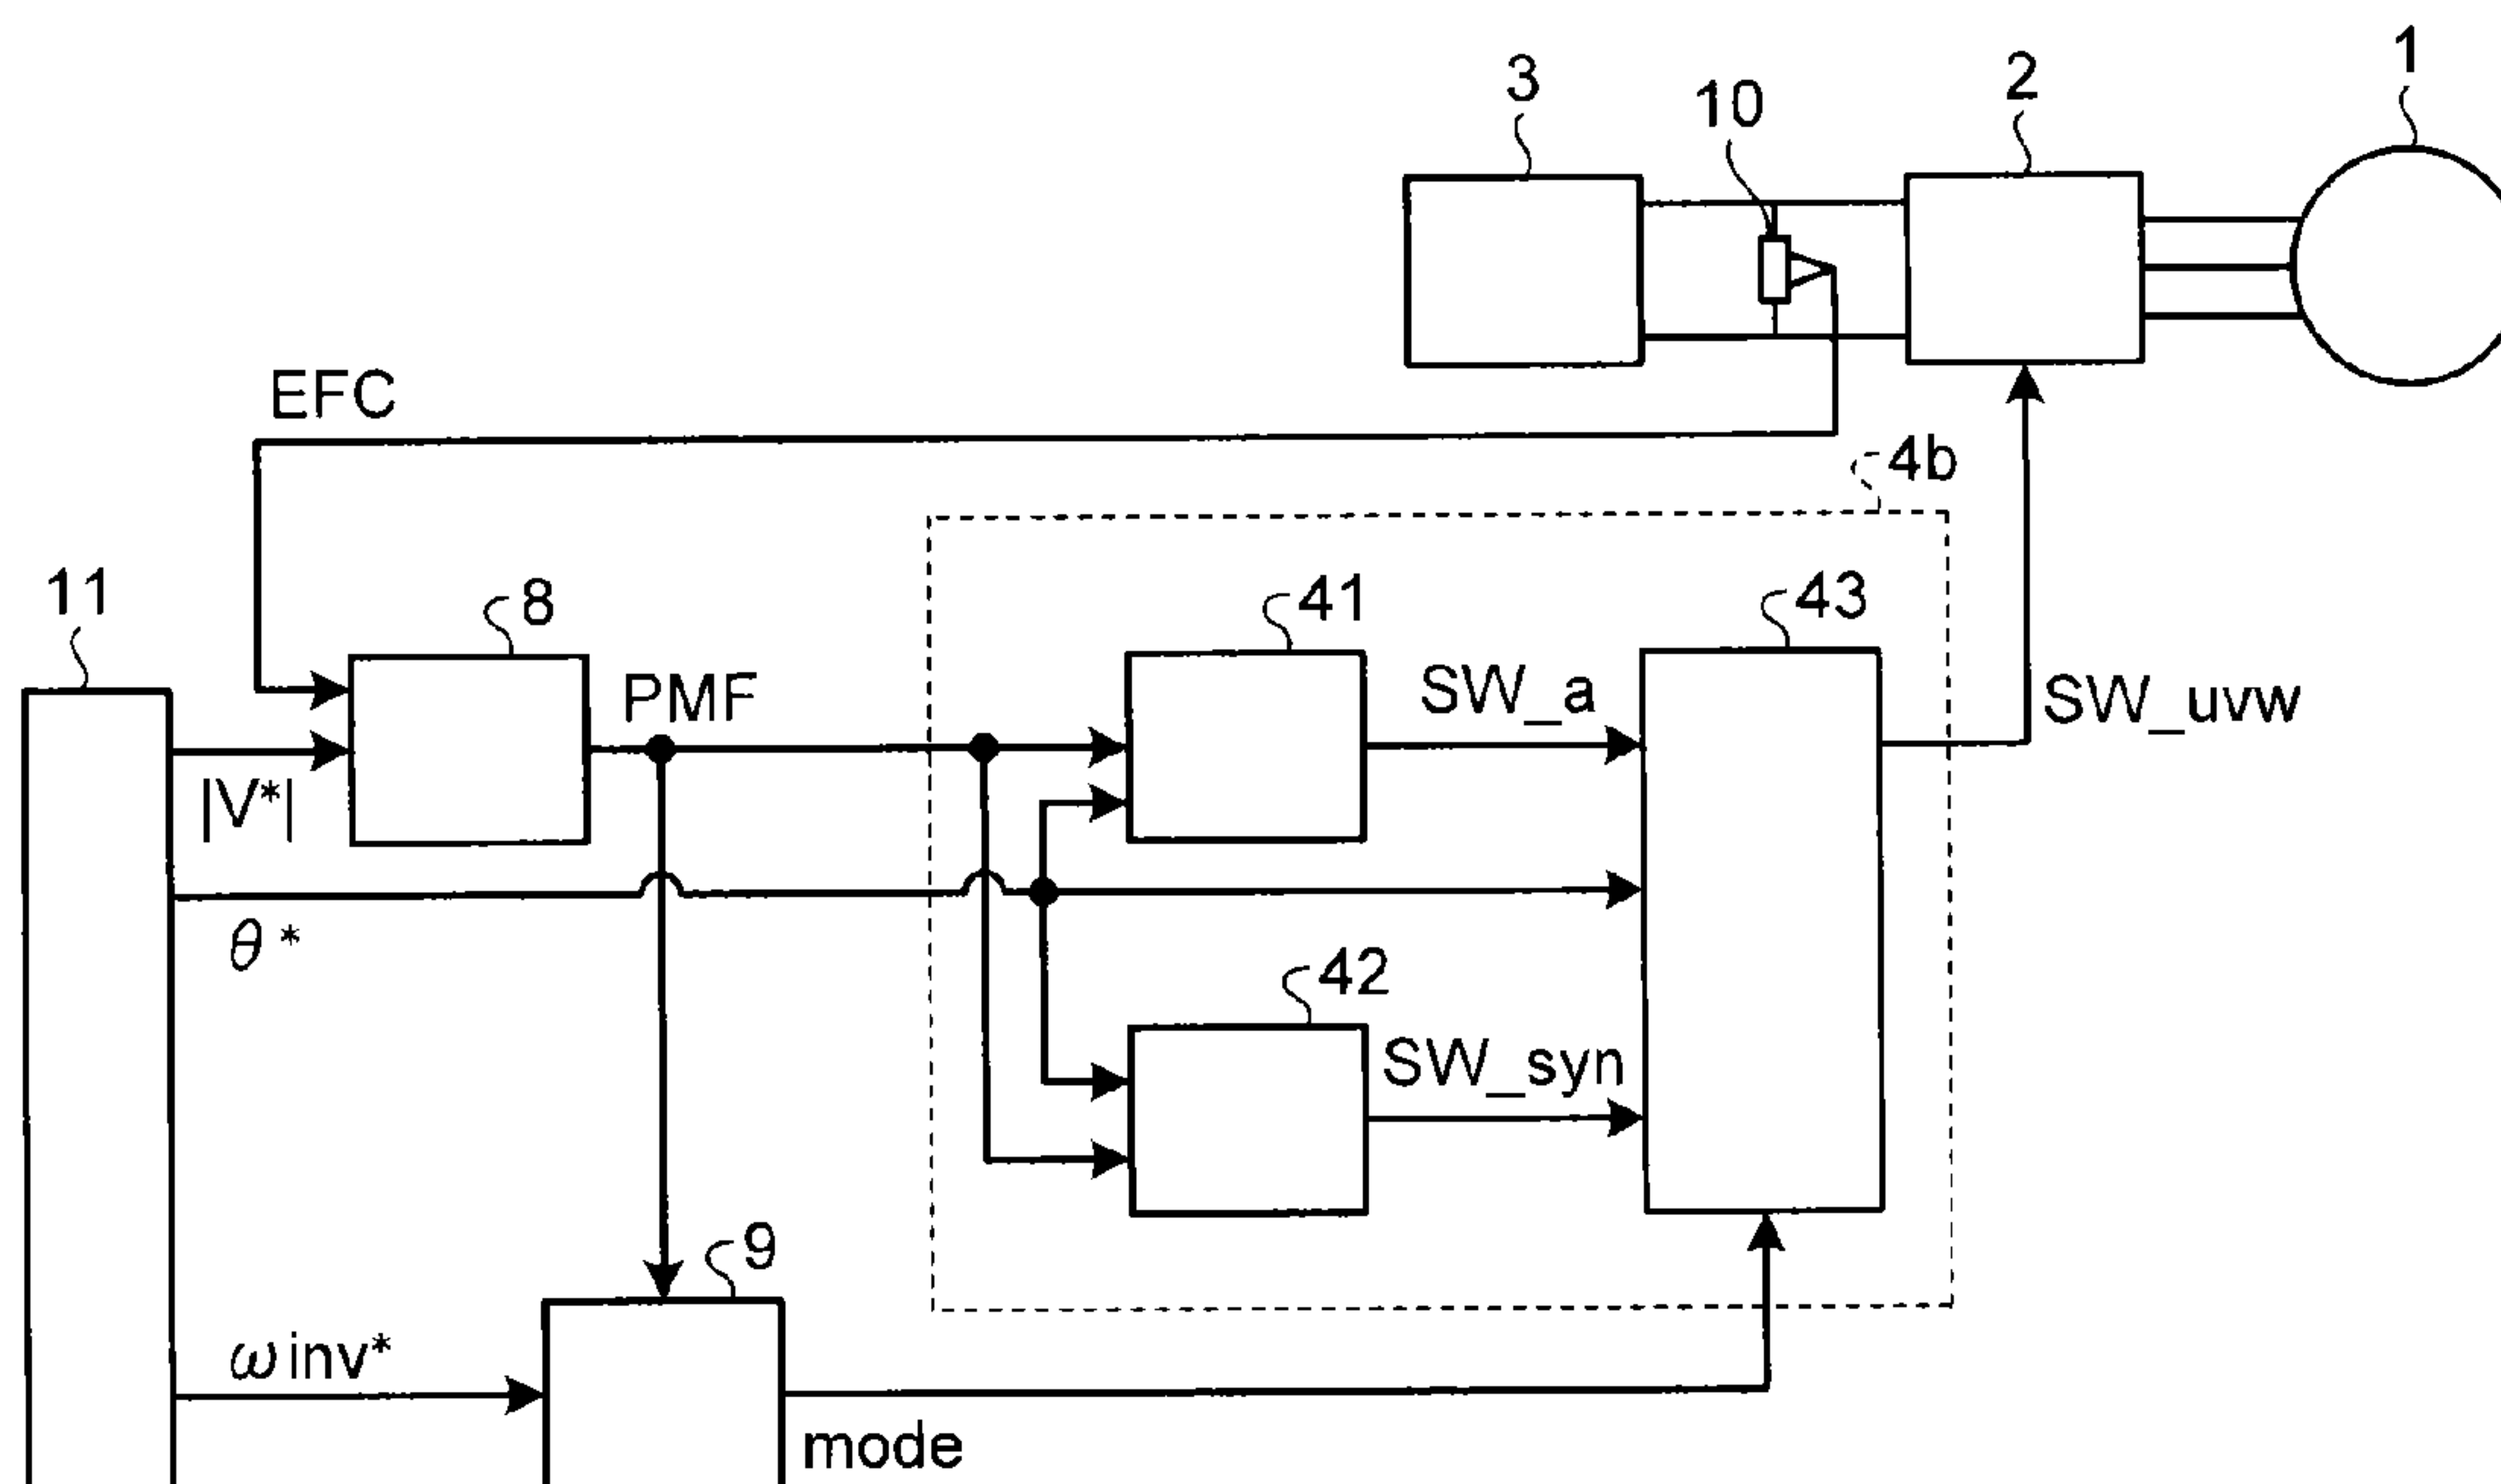 1
2
3
10
EFC
4b
11
8
41
43
PMF
SW_a
SW_uvw
|V*|
θ*
42
SW_syn
9
ωinv*
mode